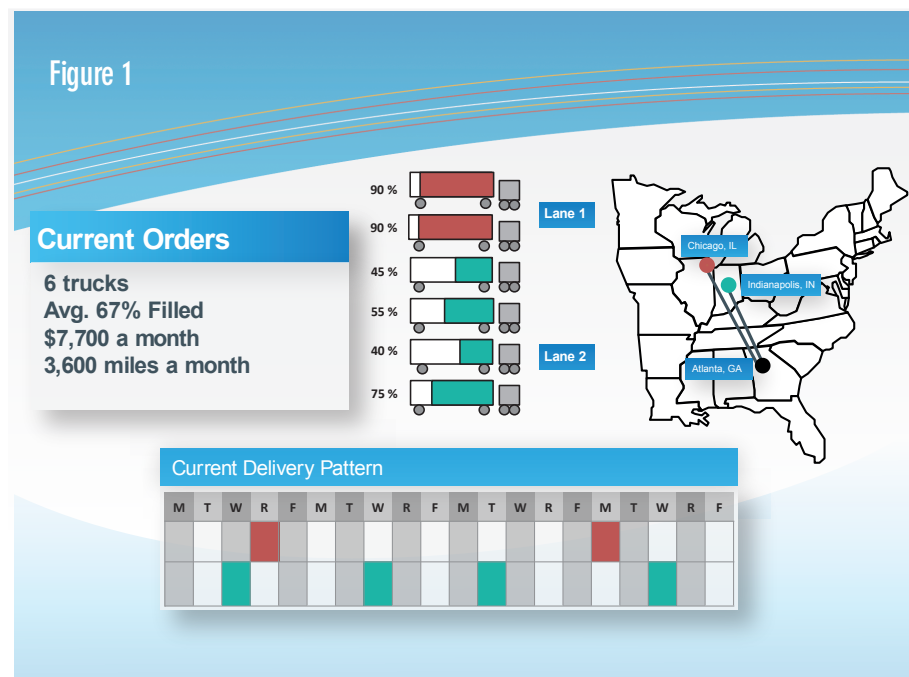 Figure 1
Current Orders
6 trucks
Avg. 67% Filled
$7,700 a month
3,600 miles a month
90 %
90 %
45 %
55 %
40 %
75 %
Lane 1
Lane 2
Chicago, IL
Indianapolis, IN
Atlanta, GA
Current Delivery Pattern
M T W R F M T W R F M T W R F M T W R F